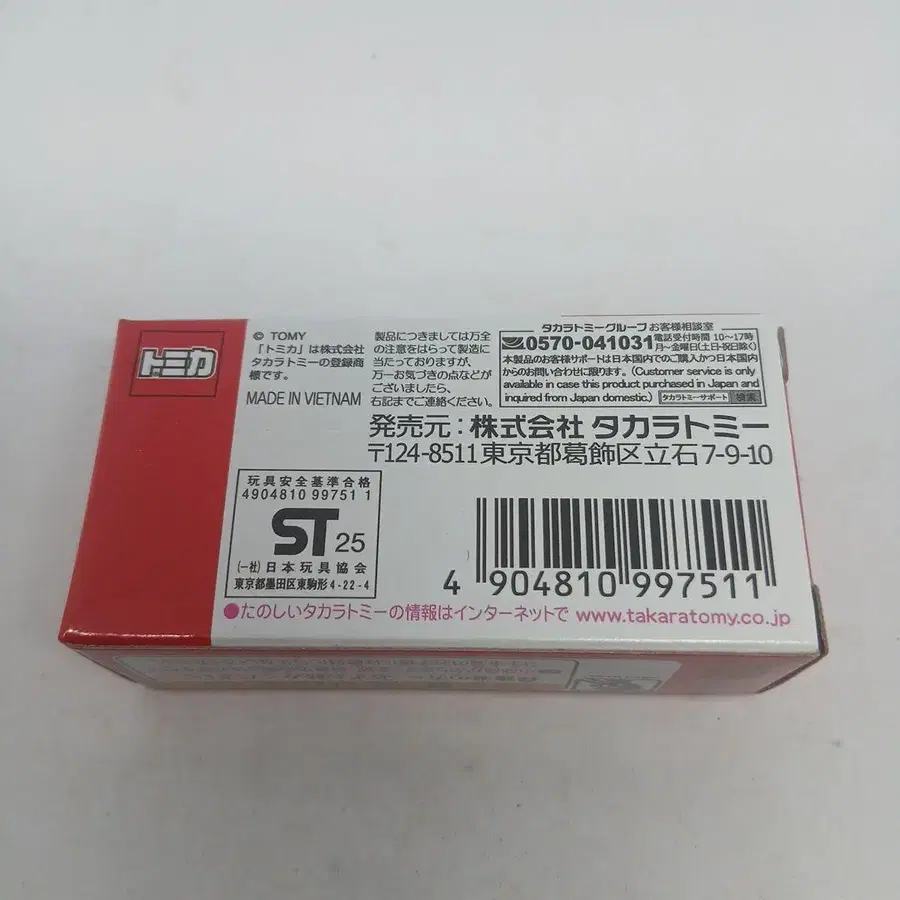 トミカ
© TOMY
「トミカ」は株式会社
タカラトミーの登録商
標です。
MADE IN VIETNAM
製品につきましては万全
の注意をはらって製造に
当たっておりますが、
万一お気づきの点などが
ございましたら、
右記までご連絡ください。
タカラトミーグループ お客様相談室
0570-041031 電話受付時間 10〜17時
月〜金曜日(土・日・祝日除く)
本製品のお客様サポートは日本国内でのご購入かつ日本国内
からのお問い合わせに限ります。(Customer service is only
available in case this product purchased in Japan and
inquired from Japan domestic.) タカラトミーサポート 検索
発売元:株式会社 タカラトミー
〒124-8511東京都葛飾区立石7-9-10
玩具安全基準合格
4904810 99751 1
ST 25
(一社)日本玩具協会
東京都墨田区東駒形4-22-4
4 904810 997511
●たのしいタカラトミーの情報はインターネットで www.takaratomy.co.jp